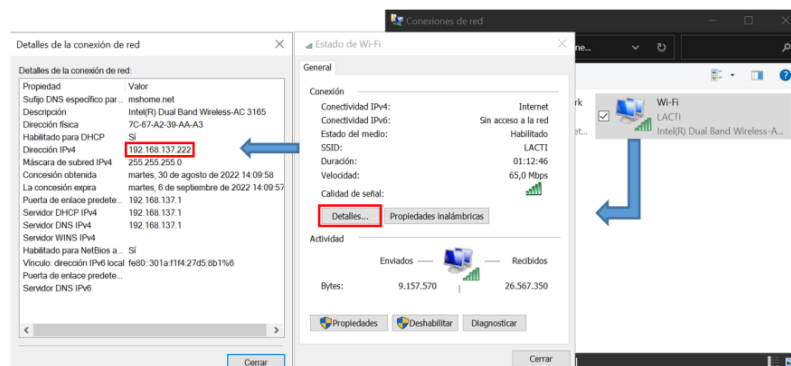 Conexiones de red
Detalles de la conexión de red
Detalles de la conexión de red:
Propiedad Valor
Sufijo DNS específico par... mshome.net
Descripción Intel(R) Dual Band Wireless-AC 3165
Dirección física 7C-67-A2-39-AA-A3
Habilitado para DHCP Sí
Dirección IPv4 192.168.137.222
Máscara de subred IPv4 255.255.255.0
Concesión obtenida martes, 30 de agosto de 2022 14:09:58
La concesión expira martes, 6 de septiembre de 2022 14:09:57
Puerta de enlace predete... 192.168.137.1
Servidor DHCP IPv4 192.168.137.1
Servidor DNS IPv4 192.168.137.1
Servidor WINS IPv4
Habilitado para NetBios a... Sí
Vínculo: dirección IPv6 local fe80::301a:f1f4:27d5:8b1%6
Puerta de enlace predete...
Servidor DNS IPv6
Cerrar
Estado de Wi-Fi
General
Conexión
Conectividad IPv4: Internet
Conectividad IPv6: Sin acceso a la red
Estado del medio: Habilitado
SSID: LACTI
Duración: 01:12:46
Velocidad: 65,0 Mbps
Calidad de señal:
Detalles... Propiedades inalámbricas
Actividad
Enviados Recibidos
Bytes: 9.157.570 26.567.350
Propiedades Deshabilitar Diagnosticar
Cerrar
ne...
rk
et...
Wi-Fi
LACTI
Intel(R) Dual Band Wireless-A...